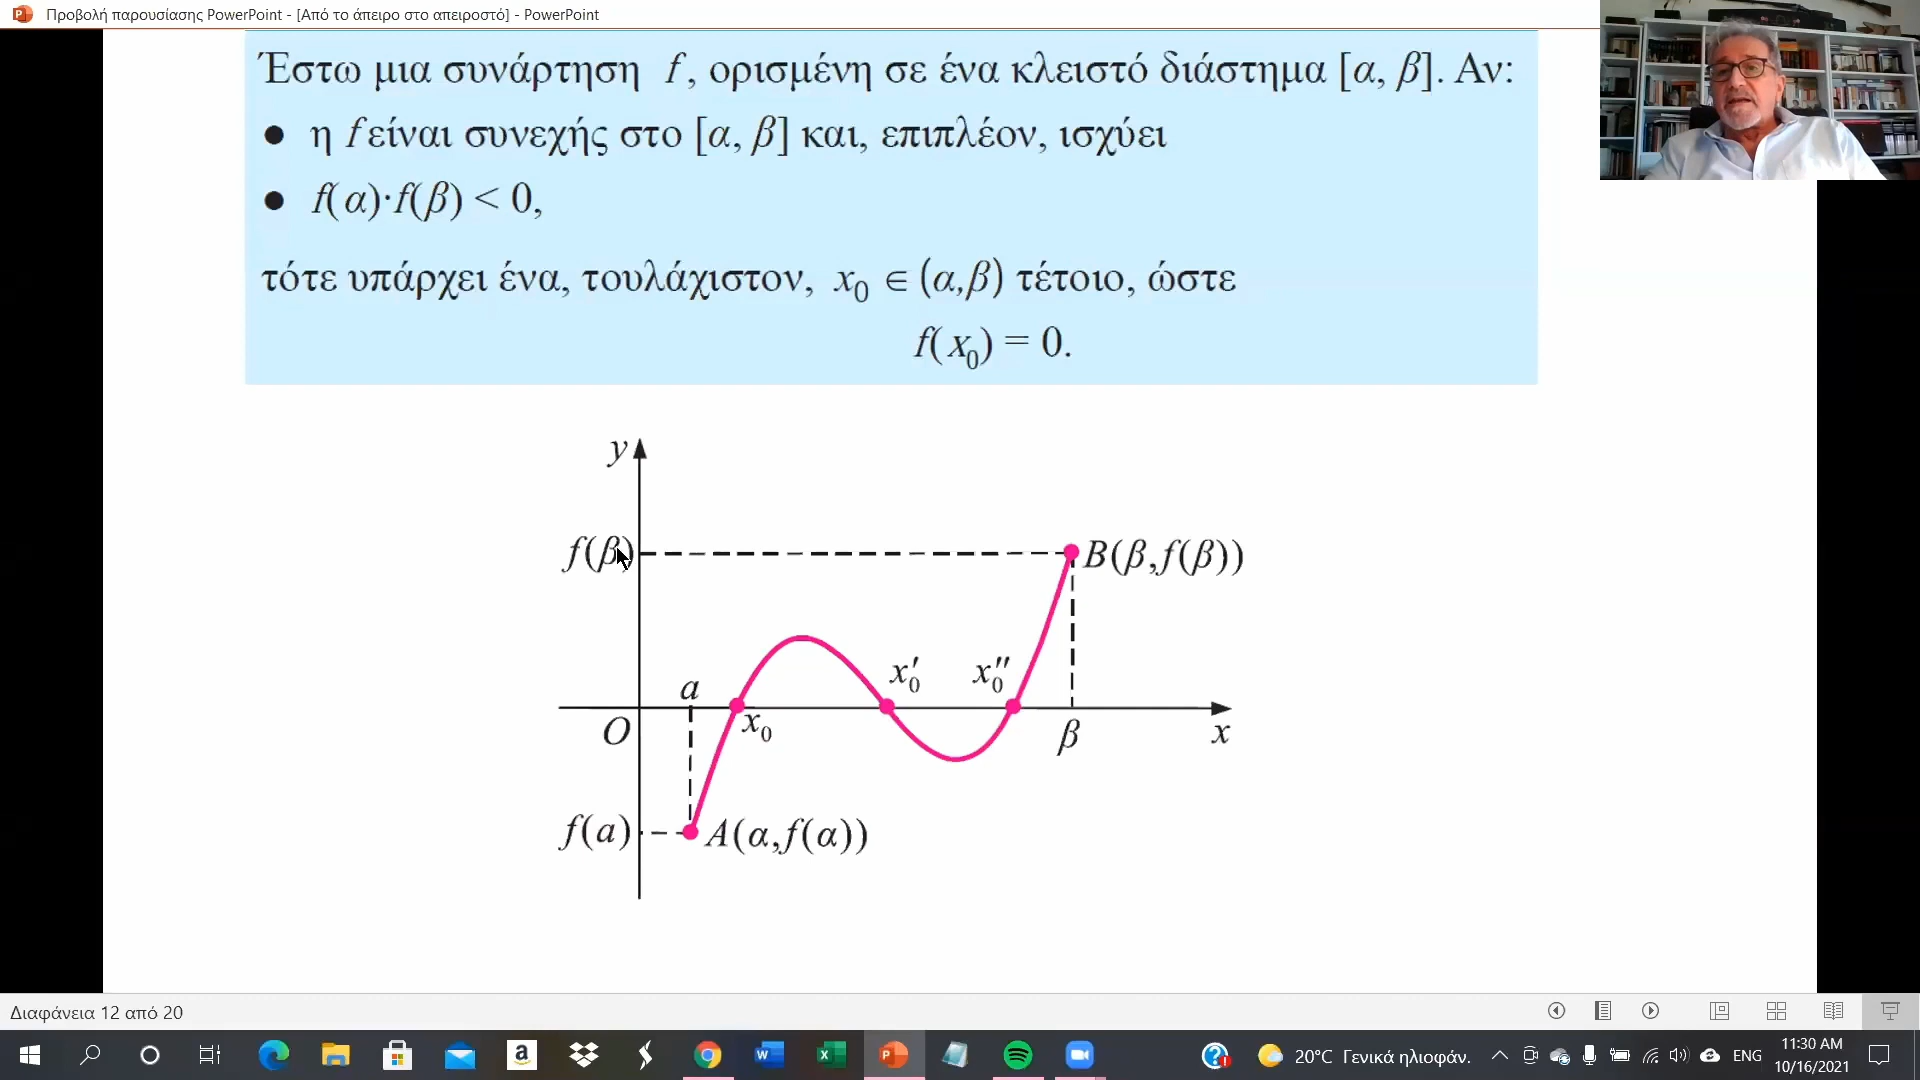 Προβολή παρουσίασης PowerPoint - [Από το άπειρο στο απειροστό] - PowerPoint
Έστω μια συνάρτηση f, ορισμένη σε ένα κλειστό διάστημα [α, β]. Αν:
● η f είναι συνεχής στο [α, β] και, επιπλέον, ισχύει
● f(α)·f(β) < 0,
τότε υπάρχει ένα, τουλάχιστον, x₀ ∈ (α,β) τέτοιο, ώστε
f(x₀) = 0.
y
f(β)
B(β,f(β))
a
x₀′
x₀″
O
x₀
β
x
f(a)
A(α,f(α))
Διαφάνεια 12 από 20
20°C Γενικά ηλιοφάν.
ENG
11:30 AM
10/16/2021